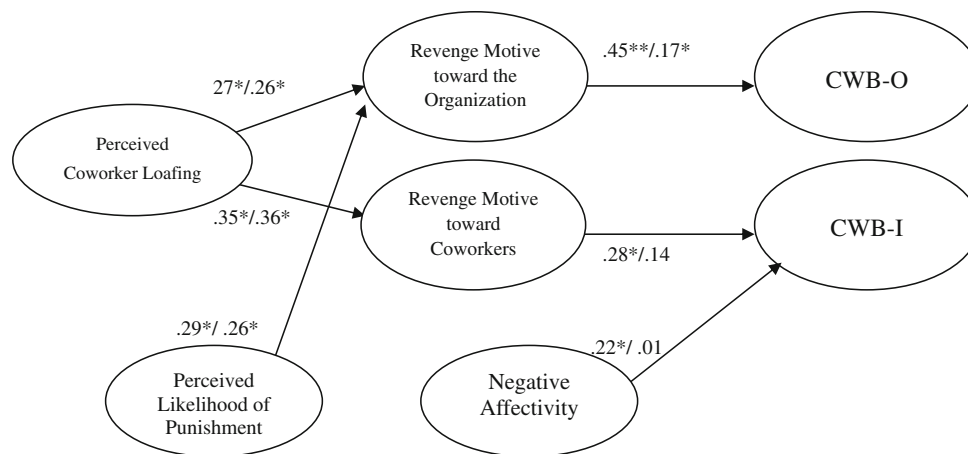 Revenge Motive
toward the
Organization
.45**/.17*
CWB-O
27*/.26*
Perceived
Coworker Loafing
.35*/.36*
Revenge Motive
toward
Coworkers
.28*/.14
CWB-I
.29*/ .26*
.22*/ .01
Perceived
Likelihood of
Punishment
Negative
Affectivity